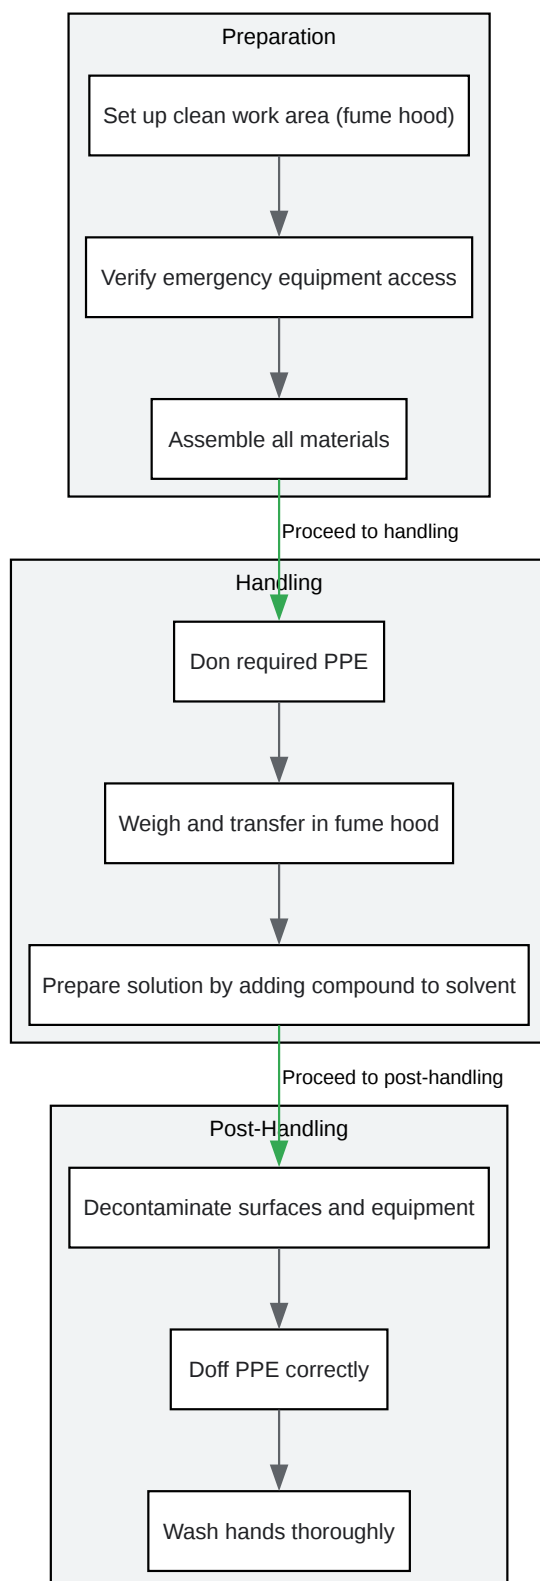 Preparation
Set up clean work area (fume hood)
Verify emergency equipment access
Assemble all materials
Proceed to handling
Handling
Don required PPE
Weigh and transfer in fume hood
Prepare solution by adding compound to solvent
Proceed to post-handling
Post-Handling
Decontaminate surfaces and equipment
Doff PPE correctly
Wash hands thoroughly